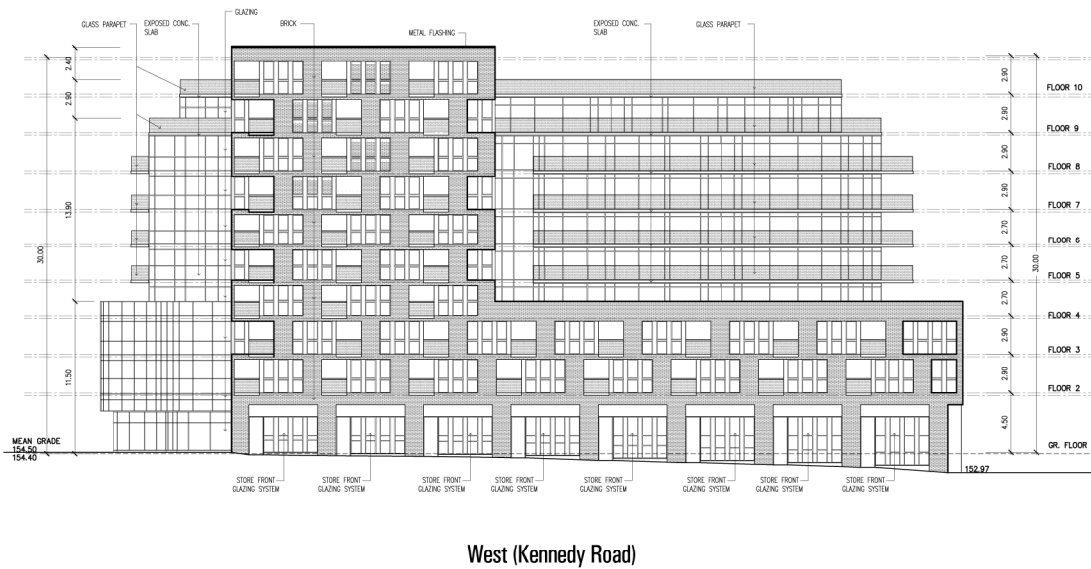 GLAZING
GLASS PARAPET
EXPOSED CONC.
SLAB
BRICK
METAL FLASHING
EXPOSED CONC.
SLAB
GLASS PARAPET
2.40
2.90
13.90
30.00
11.50
2.90
FLOOR 10
2.90
FLOOR 9
2.90
FLOOR 8
2.90
FLOOR 7
2.70
FLOOR 6
2.70
30.00
FLOOR 5
2.70
FLOOR 4
2.90
FLOOR 3
2.90
FLOOR 2
4.50
GR. FLOOR
MEAN GRADE
154.50
154.40
152.97
STORE FRONT
GLAZING SYSTEM
STORE FRONT
GLAZING SYSTEM
STORE FRONT
GLAZING SYSTEM
STORE FRONT
GLAZING SYSTEM
STORE FRONT
GLAZING SYSTEM
STORE FRONT
GLAZING SYSTEM
STORE FRONT
GLAZING SYSTEM
STORE FRONT
GLAZING SYSTEM
West (Kennedy Road)